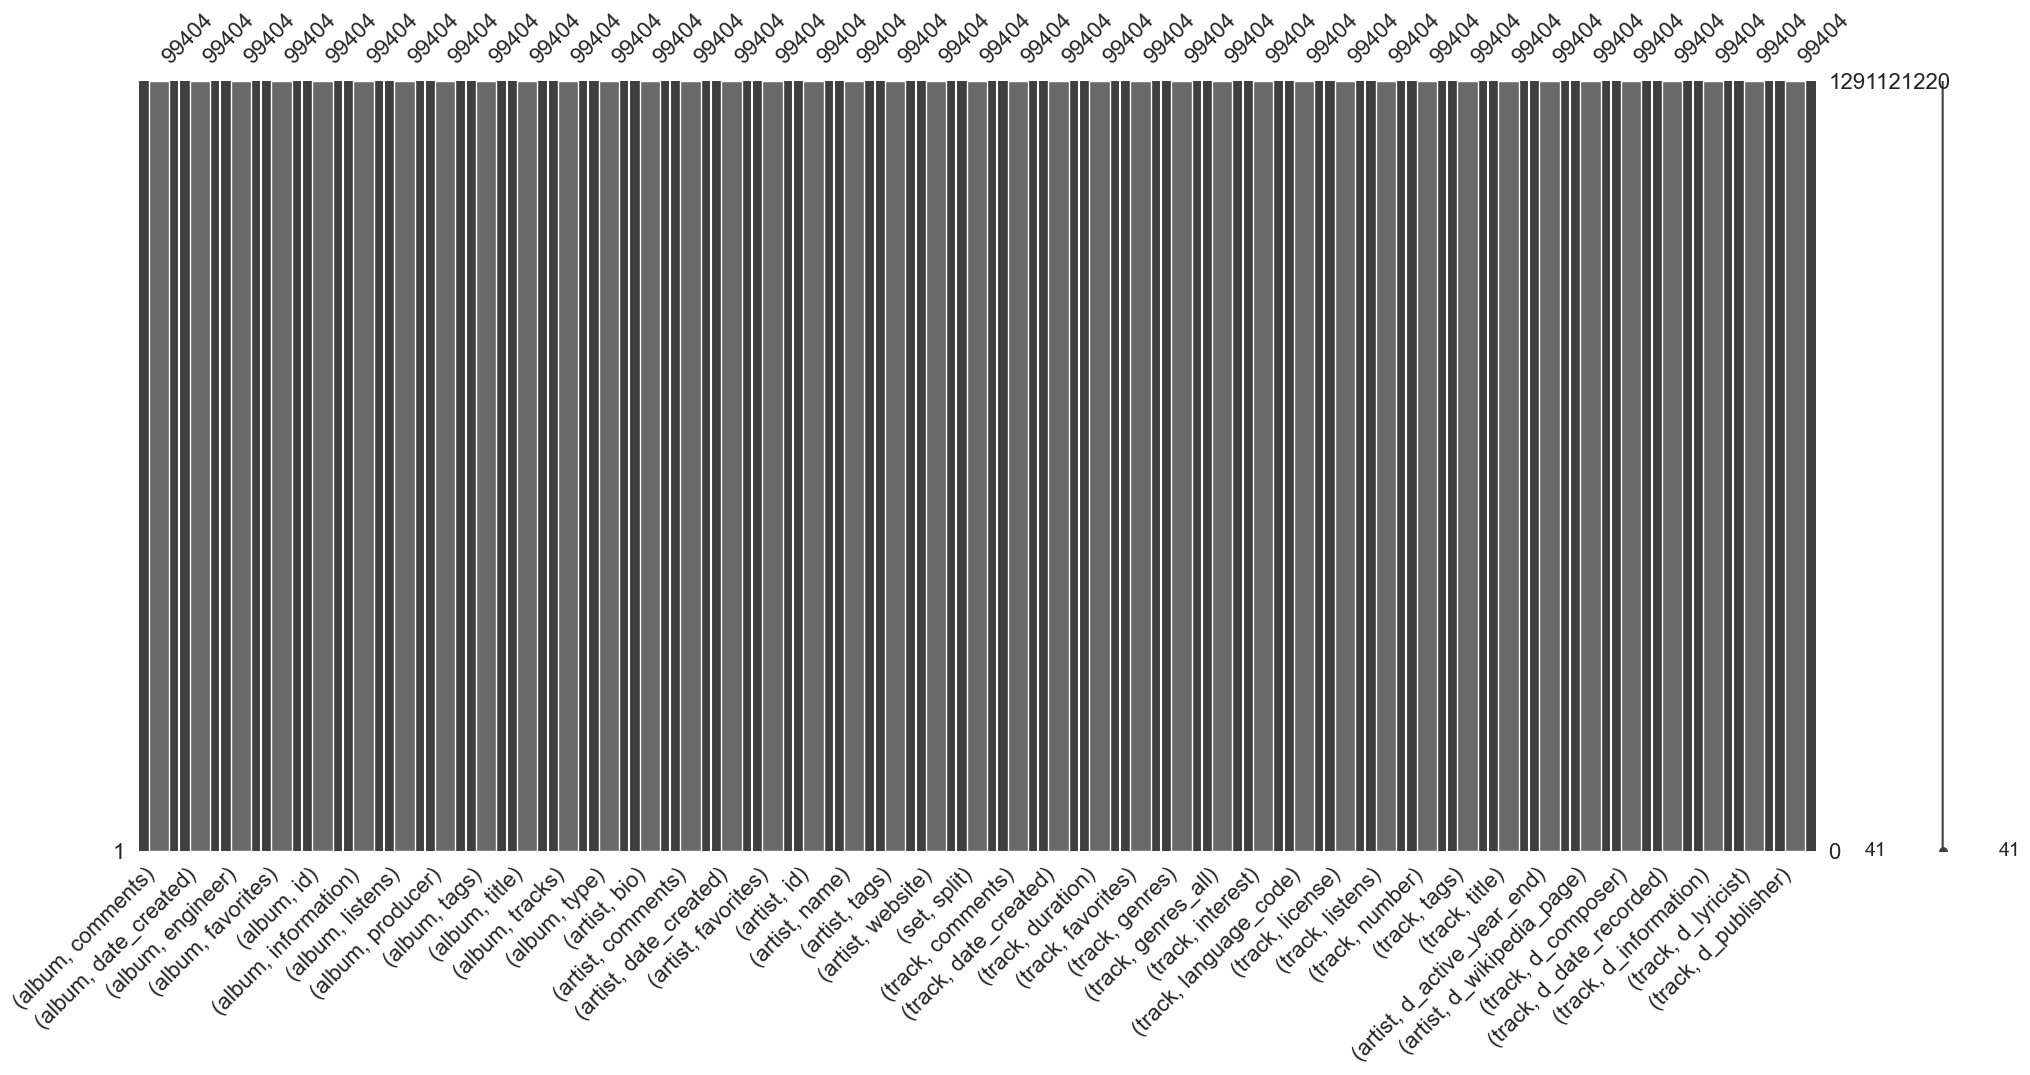 99404 99404 99404 99404 99404 99404 99404 99404 99404 99404 99404 99404 99404 99404 99404 99404 99404 99404 99404 99404 99404 99404 99404 99404 99404 99404 99404 99404 99404 99404 99404 99404 99404 99404 99404 99404 99404 99404 99404 99404 99404
1291121220
1
0
41
41
(album, comments)
(album, date_created)
(album, engineer)
(album, favorites)
(album, id)
(album, information)
(album, listens)
(album, producer)
(album, tags)
(album, title)
(album, tracks)
(album, type)
(artist, bio)
(artist, comments)
(artist, date_created)
(artist, favorites)
(artist, id)
(artist, name)
(artist, tags)
(artist, website)
(set, split)
(track, comments)
(track, date_created)
(track, duration)
(track, favorites)
(track, genres)
(track, genres_all)
(track, interest)
(track, language_code)
(track, license)
(track, listens)
(track, number)
(track, tags)
(track, title)
(artist, d_active_year_end)
(artist, d_wikipedia_page)
(track, d_composer)
(track, d_date_recorded)
(track, d_information)
(track, d_lyricist)
(track, d_publisher)